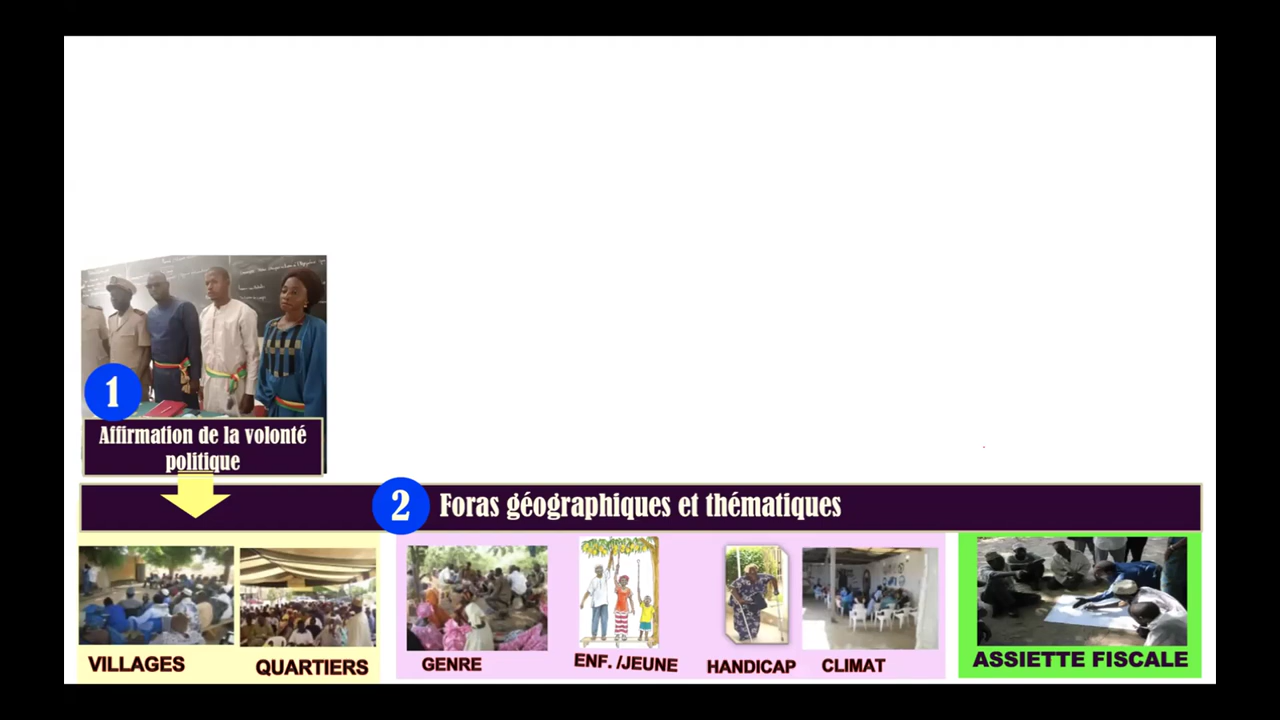 1
Affirmation de la volonté
politique
2
Foras géographiques et thématiques
VILLAGES
QUARTIERS
GENRE
ENF. /JEUNE
HANDICAP
CLIMAT
ASSIETTE FISCALE